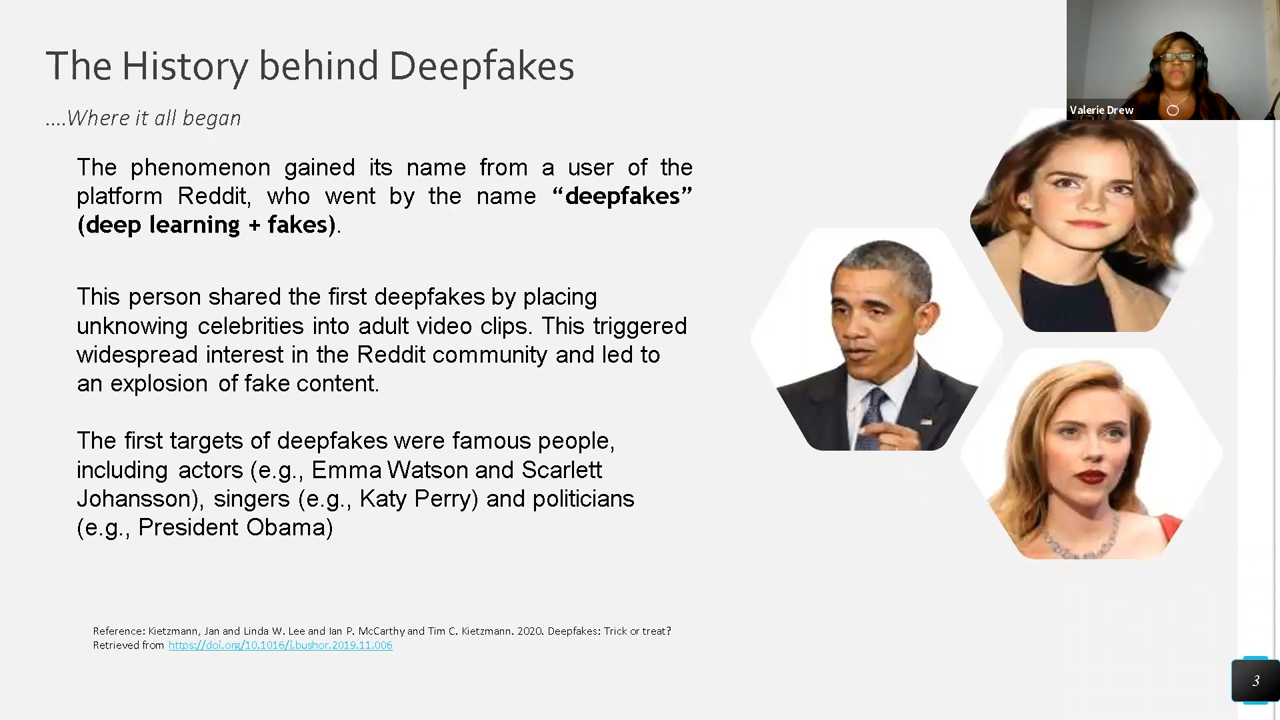 The History behind Deepfakes
....Where it all began
Valerie Drew
The phenomenon gained its name from a user of the
platform Reddit, who went by the name “deepfakes”
(deep learning + fakes).
This person shared the first deepfakes by placing
unknowing celebrities into adult video clips. This triggered
widespread interest in the Reddit community and led to
an explosion of fake content.
The first targets of deepfakes were famous people,
including actors (e.g., Emma Watson and Scarlett
Johansson), singers (e.g., Katy Perry) and politicians
(e.g., President Obama)
Reference: Kietzmann, Jan and Linda W. Lee and Ian P. McCarthy and Tim C. Kietzmann. 2020. Deepfakes: Trick or treat?
Retrieved from https://doi.org/10.1016/j.bushor.2019.11.006
3